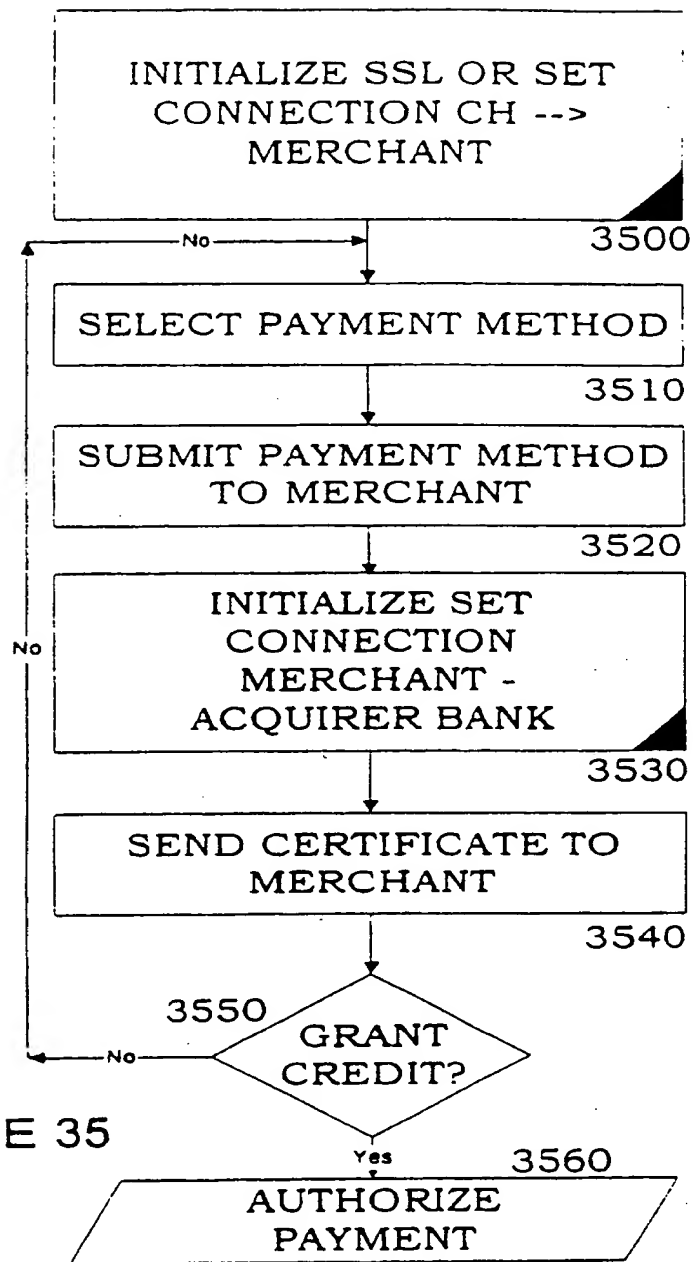 INITIALIZE SSL OR SET
CONNECTION CH -->
MERCHANT
3500
No
SELECT PAYMENT METHOD
3510
SUBMIT PAYMENT METHOD
TO MERCHANT
3520
INITIALIZE SET
CONNECTION
MERCHANT -
ACQUIRER BANK
3530
No
SEND CERTIFICATE TO
MERCHANT
3540
3550
GRANT
CREDIT?
No
E 35
Yes
3560
AUTHORIZE
PAYMENT